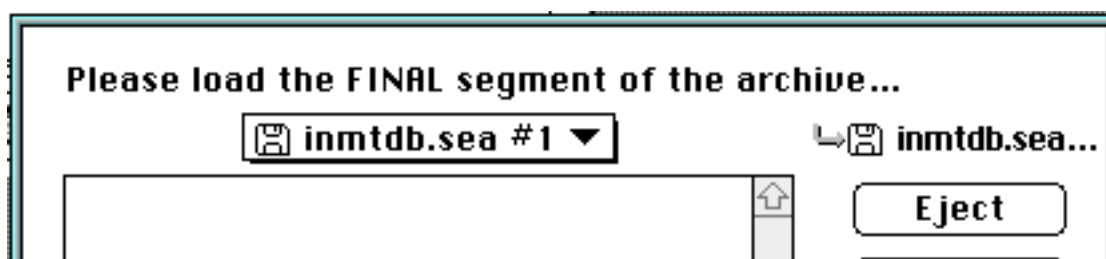 Please load the FINAL segment of the archive...
inmtdb.sea #1
inmtdb.sea...
Eject